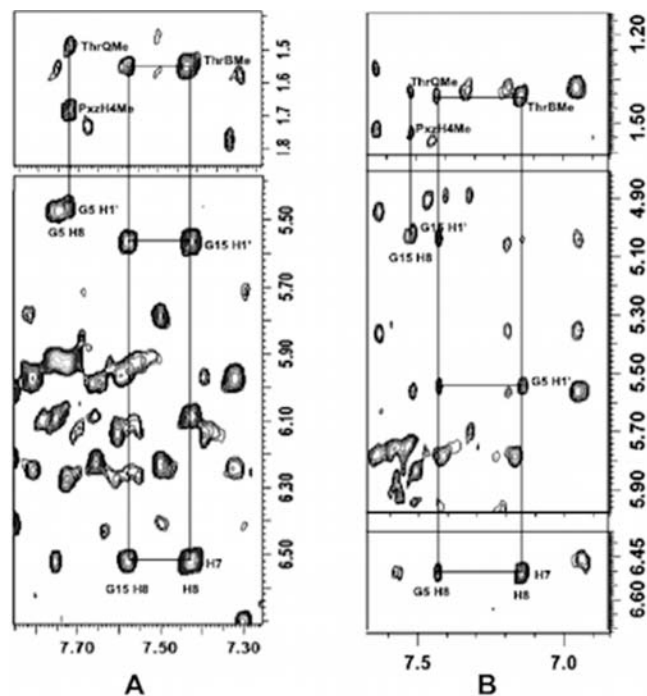 ThrQMe
ThrBMe
PxzH4Me
1.5
1.6
1.7
1.8
G5 H1'
G5 H8
G15 H1'
5.50
5.70
5.90
6.10
6.30
6.50
H7
G15 H8
H8
7.70
7.50
7.30
A
ThrQMe
ThrBMe
PxzH4Me
1.20
1.50
G15 H1'
G15 H8
G5 H1'
4.90
5.10
5.30
5.50
5.70
5.90
H7
G5 H8
H8
6.45
6.60
7.5
7.0
B